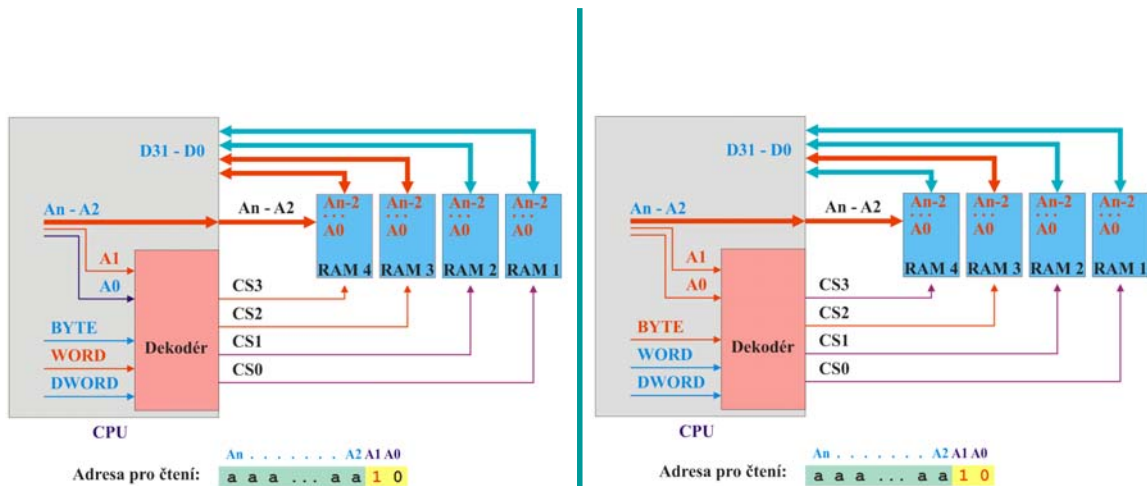 D31 - D0
An - A2
An - A2
An-2
...
A0
RAM 4
An-2
...
A0
RAM 3
An-2
...
A0
RAM 2
An-2
...
A0
RAM 1
A1
A0
CS3
CS2
BYTE
WORD
DWORD
Dekodér
CS1
CS0
CPU
An . . . . . . . A2 A1 A0
Adresa pro čtení: a a a ... a a 1 0
D31 - D0
An - A2
An - A2
An-2
...
A0
RAM 4
An-2
...
A0
RAM 3
An-2
...
A0
RAM 2
An-2
...
A0
RAM 1
A1
A0
CS3
CS2
BYTE
WORD
DWORD
Dekodér
CS1
CS0
CPU
An . . . . . . . A2 A1 A0
Adresa pro čtení: a a a ... a a 1 0